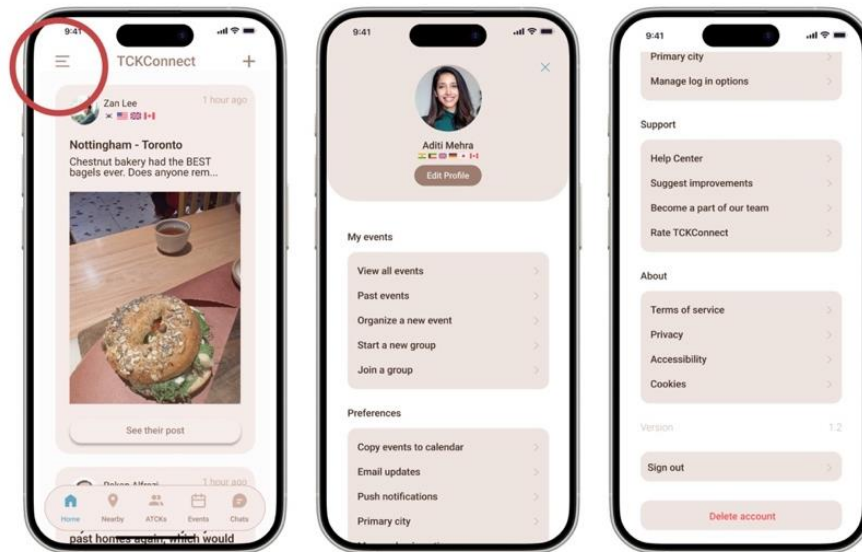 9:41
TCKConnect
Zan Lee
1 hour ago
Nottingham - Toronto
Chestnut bakery had the BEST
bagels ever. Does anyone rem...
See their post
1 hour ago
Home
Nearby
ATCKs
Events
Chats
past homes again, which would
9:41
Aditi Mehra
Edit Profile
My events
View all events
Past events
Organize a new event
Start a new group
Join a group
Preferences
Copy events to calendar
Email updates
Push notifications
Primary city
9:41
Primary city
Manage log in options
Support
Help Center
Suggest improvements
Become a part of our team
Rate TCKConnect
About
Terms of service
Privacy
Accessibility
Cookies
Version
1.2
Sign out
Delete account